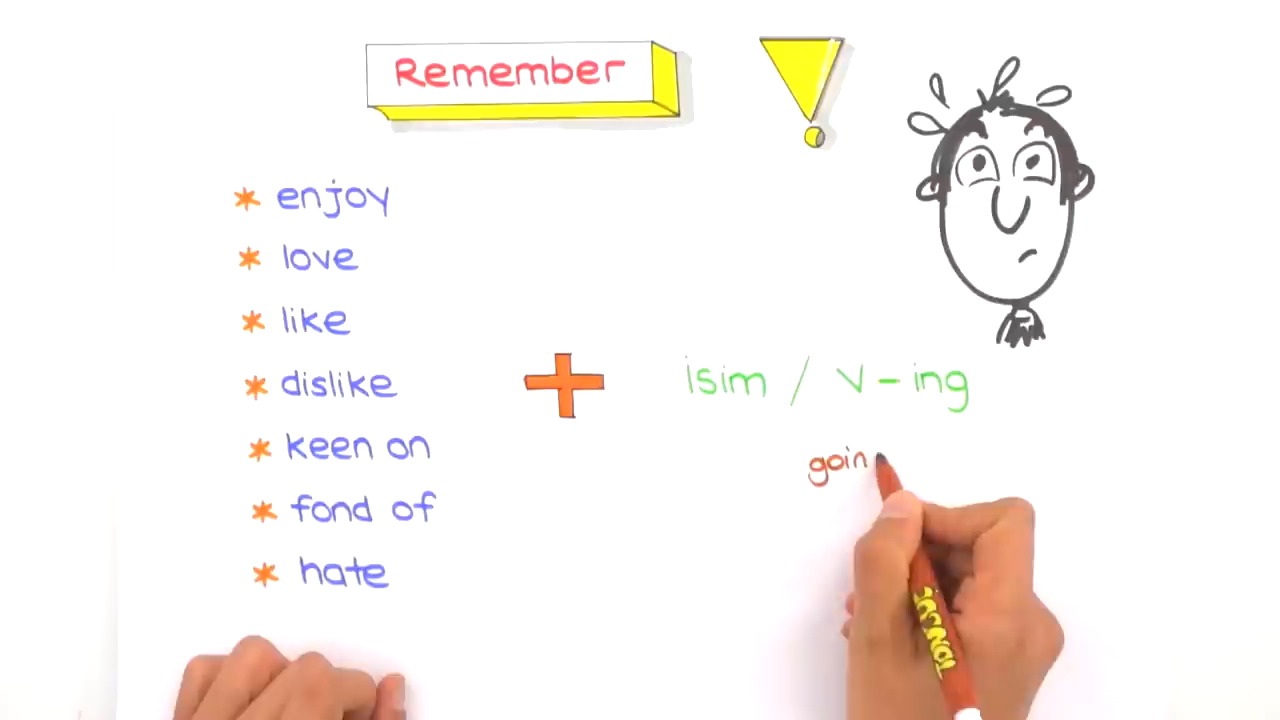 Remember
* enjoy
* love
* like
* dislike
+ isim / V-ing
* keen on
goin
* fond of
* hate